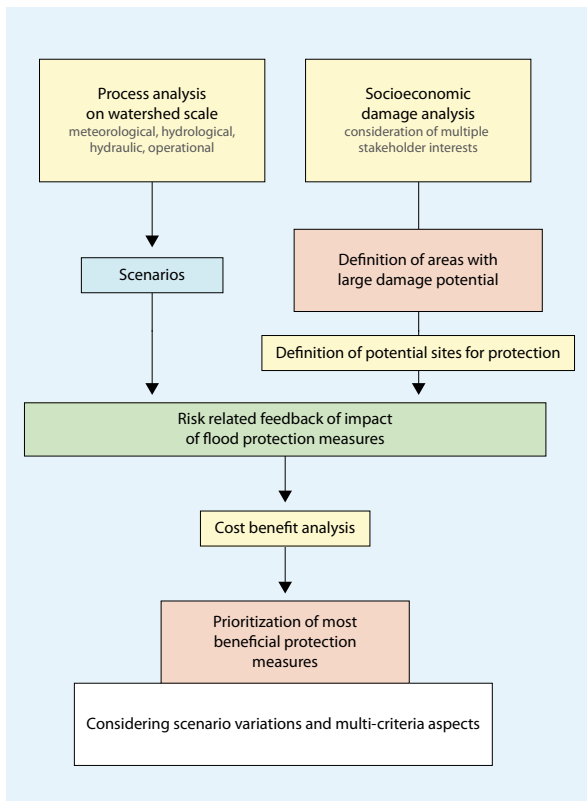 Process analysis
on watershed scale
meteorological, hydrological,
hydraulic, operational
Socioeconomic
damage analysis
consideration of multiple
stakeholder interests
Scenarios
Definition of areas with
large damage potential
Definition of potential sites for protection
Risk related feedback of impact
of flood protection measures
Cost benefit analysis
Prioritization of most
beneficial protection
measures
Considering scenario variations and multi-criteria aspects